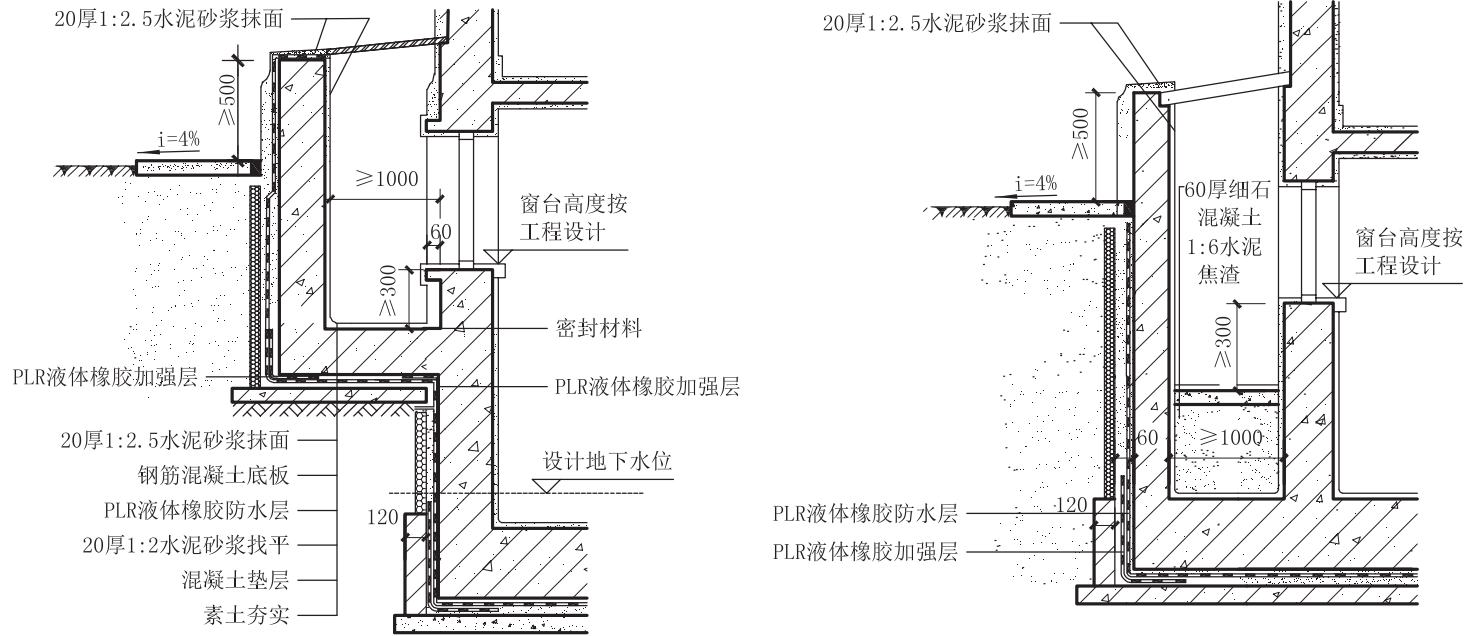 20厚1:2.5水泥砂浆抹面
≥500
i=4%
≥1000
60
窗台高度按
工程设计
≥300
密封材料
PLR液体橡胶加强层
PLR液体橡胶加强层
20厚1:2.5水泥砂浆抹面
钢筋混凝土底板
PLR液体橡胶防水层
20厚1:2水泥砂浆找平
混凝土垫层
素土夯实
设计地下水位
120
20厚1:2.5水泥砂浆抹面
≥500
i=4%
60厚细石
混凝土
1:6水泥
焦渣
窗台高度按
工程设计
≥300
60
≥1000
120
PLR液体橡胶防水层
PLR液体橡胶加强层